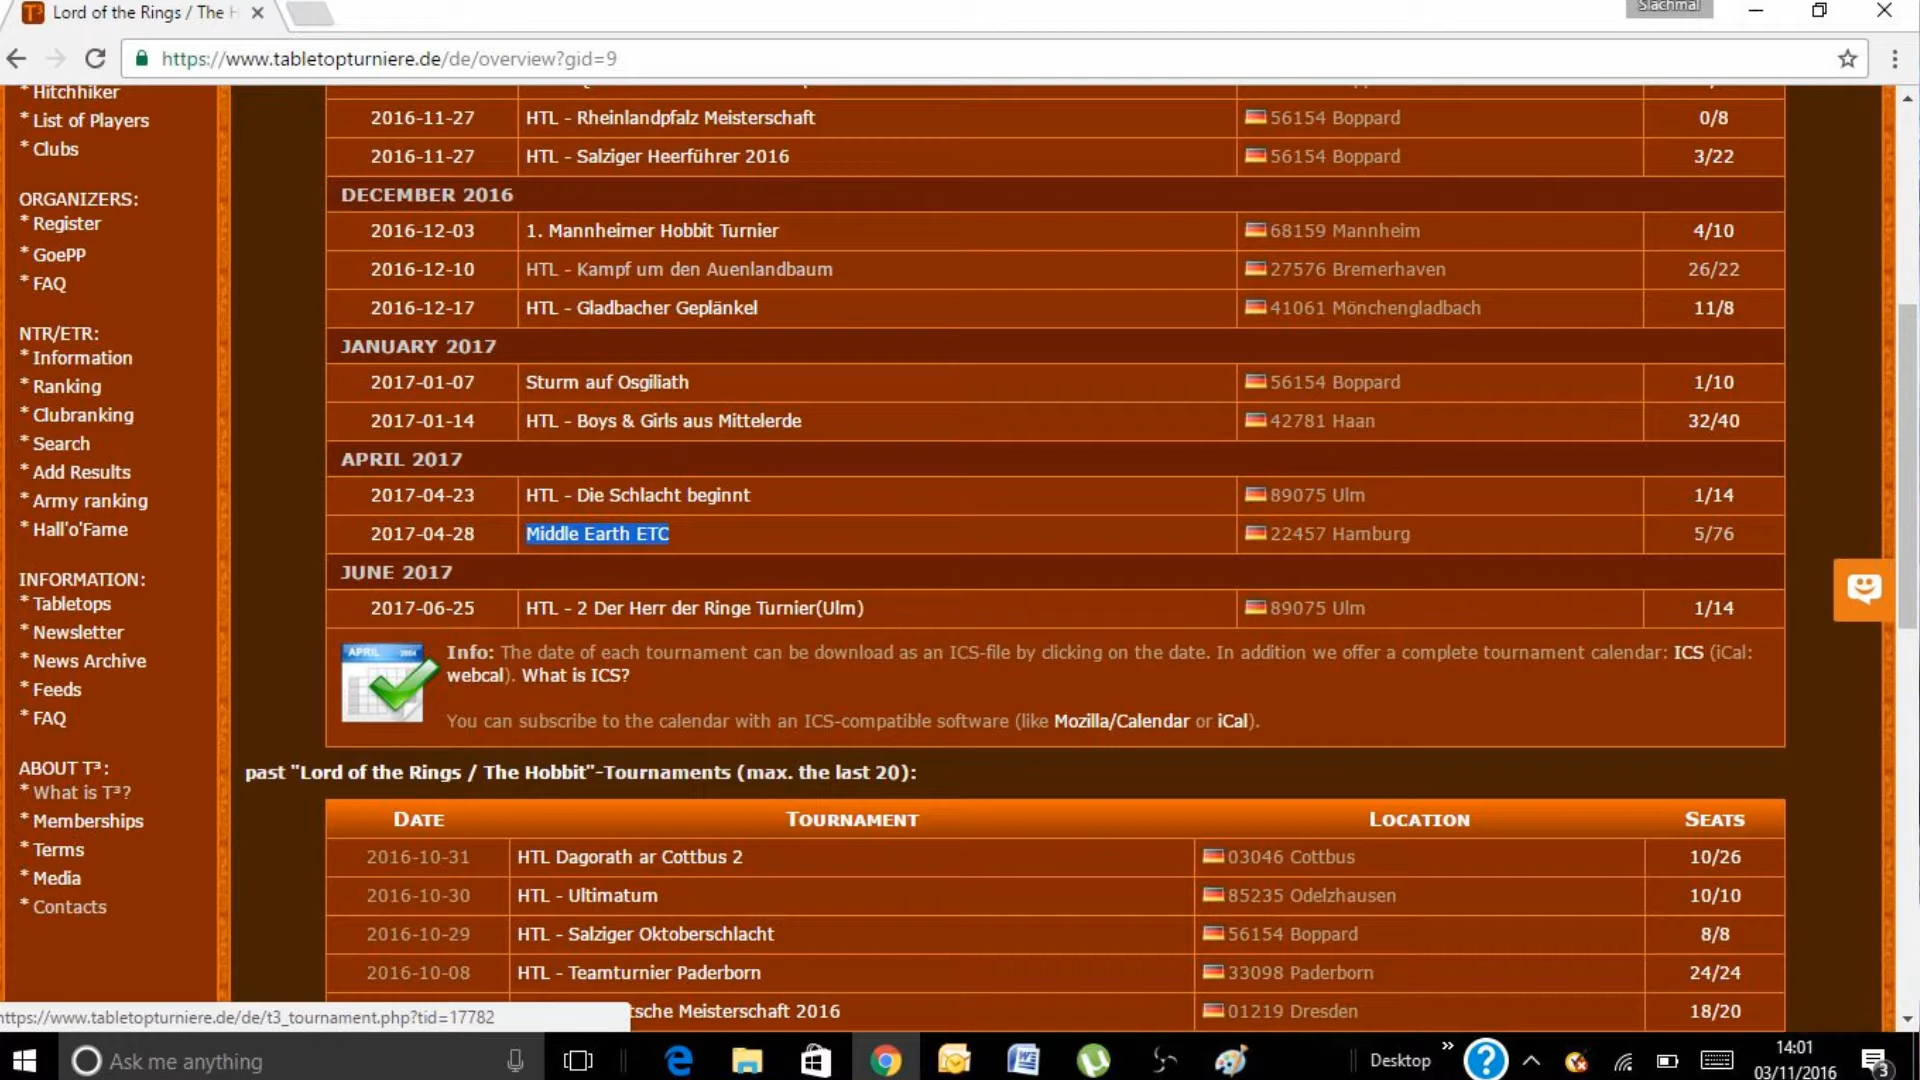 Lord of the Rings / The H
Slachmal
https://www.tabletopturniere.de/de/overview?gid=9
* Hitchhiker
* List of Players
* Clubs
ORGANIZERS:
* Register
* GoePP
* FAQ
NTR/ETR:
* Information
* Ranking
* Clubranking
* Search
* Add Results
* Army ranking
* Hall'o'Fame
INFORMATION:
* Tabletops
* Newsletter
* News Archive
* Feeds
* FAQ
ABOUT T³:
* What is T³?
* Memberships
* Terms
* Media
* Contacts
2016-11-27 HTL - Rheinlandpfalz Meisterschaft 56154 Boppard 0/8
2016-11-27 HTL - Salziger Heerführer 2016 56154 Boppard 3/22
DECEMBER 2016
2016-12-03 1. Mannheimer Hobbit Turnier 68159 Mannheim 4/10
2016-12-10 HTL - Kampf um den Auenlandbaum 27576 Bremerhaven 26/22
2016-12-17 HTL - Gladbacher Geplänkel 41061 Mönchengladbach 11/8
JANUARY 2017
2017-01-07 Sturm auf Osgiliath 56154 Boppard 1/10
2017-01-14 HTL - Boys & Girls aus Mittelerde 42781 Haan 32/40
APRIL 2017
2017-04-23 HTL - Die Schlacht beginnt 89075 Ulm 1/14
2017-04-28 Middle Earth ETC 22457 Hamburg 5/76
JUNE 2017
2017-06-25 HTL - 2 Der Herr der Ringe Turnier(Ulm) 89075 Ulm 1/14
APRIL
Info: The date of each tournament can be download as an ICS-file by clicking on the date. In addition we offer a complete tournament calendar: ICS (iCal:
webcal). What is ICS?
You can subscribe to the calendar with an ICS-compatible software (like Mozilla/Calendar or iCal).
past "Lord of the Rings / The Hobbit"-Tournaments (max. the last 20):
DATE TOURNAMENT LOCATION SEATS
2016-10-31 HTL Dagorath ar Cottbus 2 03046 Cottbus 10/26
2016-10-30 HTL - Ultimatum 85235 Odelzhausen 10/10
2016-10-29 HTL - Salziger Oktoberschlacht 56154 Boppard 8/8
2016-10-08 HTL - Teamturnier Paderborn 33098 Paderborn 24/24
tsche Meisterschaft 2016 01219 Dresden 18/20
https://www.tabletopturniere.de/de/t3_tournament.php?tid=17782
Ask me anything
Desktop
14:01
03/11/2016
3